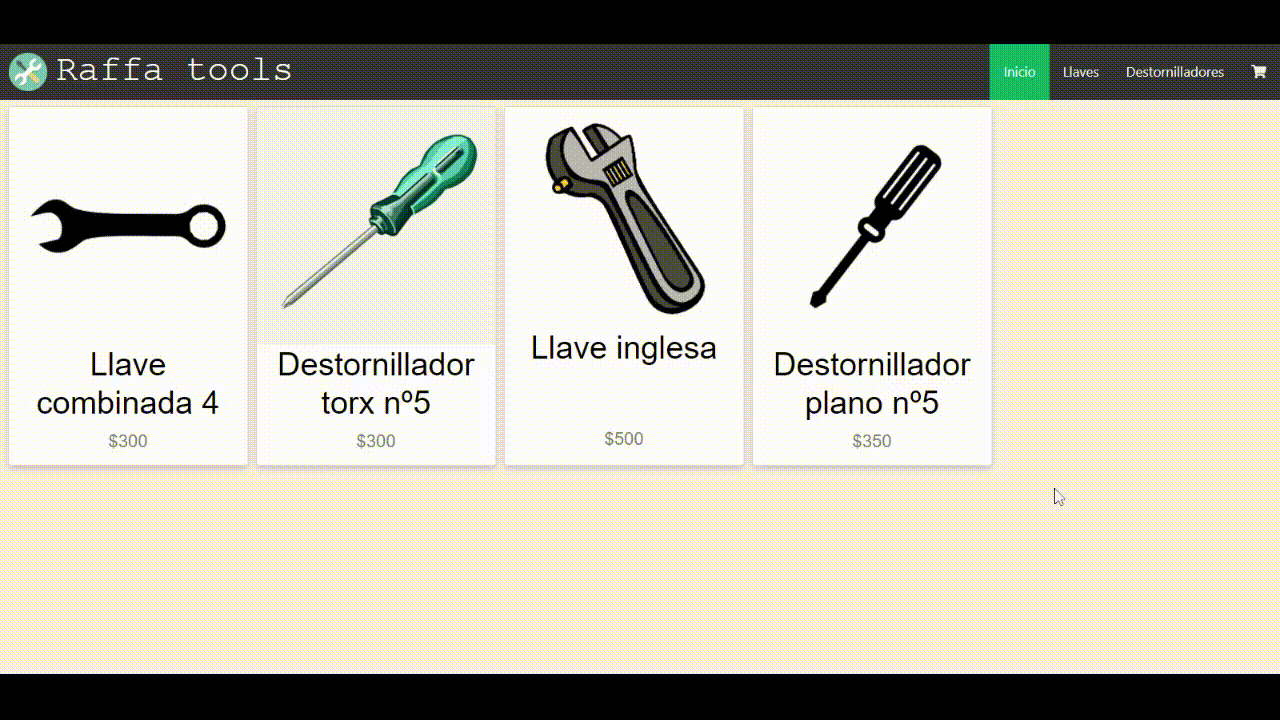 Raffa tools
Inicio
Llaves
Destornilladores
Llave
combinada 4
$300
Destornillador
torx nº5
$300
Llave inglesa
$500
Destornillador
plano nº5
$350